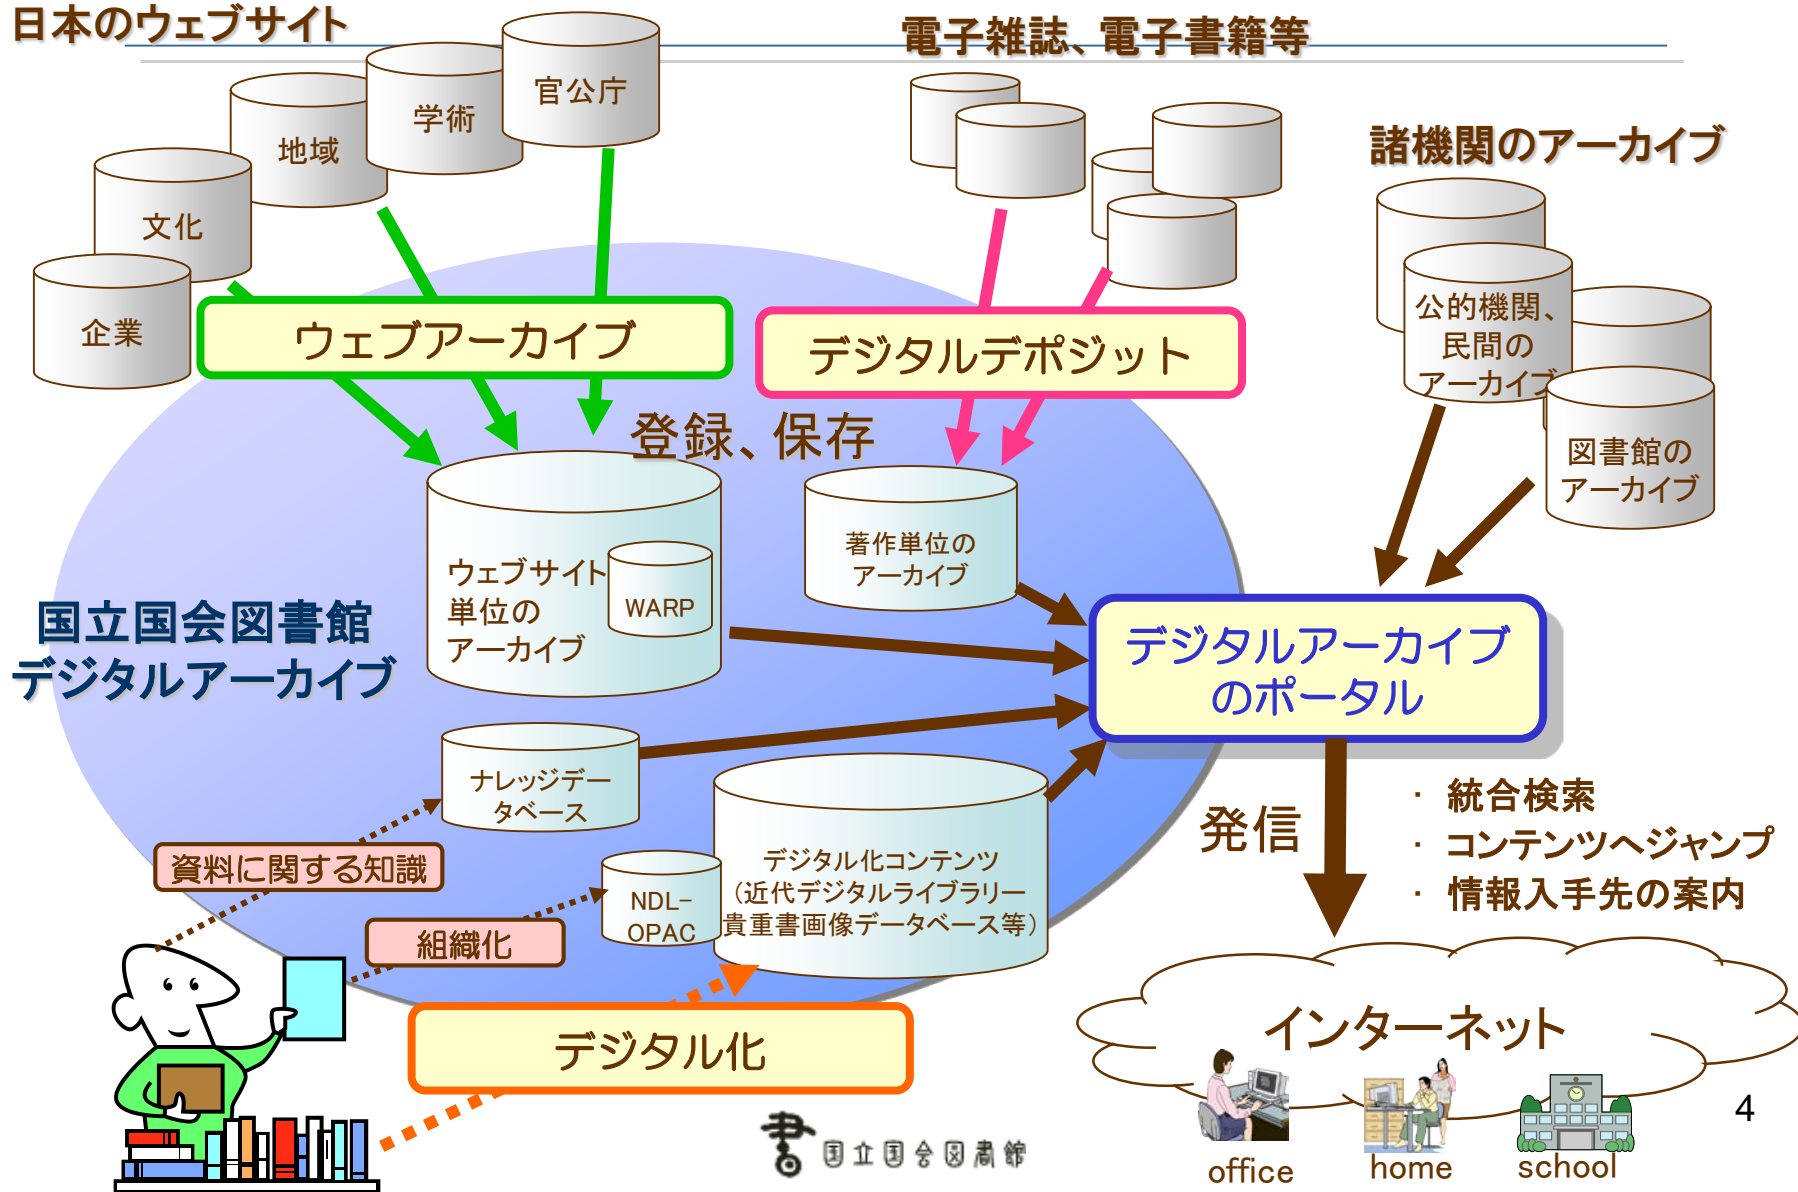 日本のウェブサイト
電子雑誌、電子書籍等
官公庁
学術
地域
文化
企業
諸機関のアーカイブ
公的機関、
民間の
アーカイブ
図書館の
アーカイブ
ウェブアーカイブ
デジタルデポジット
登録、保存
ウェブサイト
単位の
アーカイブ
WARP
著作単位の
アーカイブ
国立国会図書館
デジタルアーカイブ
デジタルアーカイブ
のポータル
ナレッジデー
タベース
資料に関する知識
NDL-
OPAC
組織化
デジタル化コンテンツ
(近代デジタルライブラリー
貴重書画像データベース等)
デジタル化
発信
・ 統合検索
・ コンテンツへジャンプ
・ 情報入手先の案内
インターネット
office
home
school
書 国立国会図書館
4